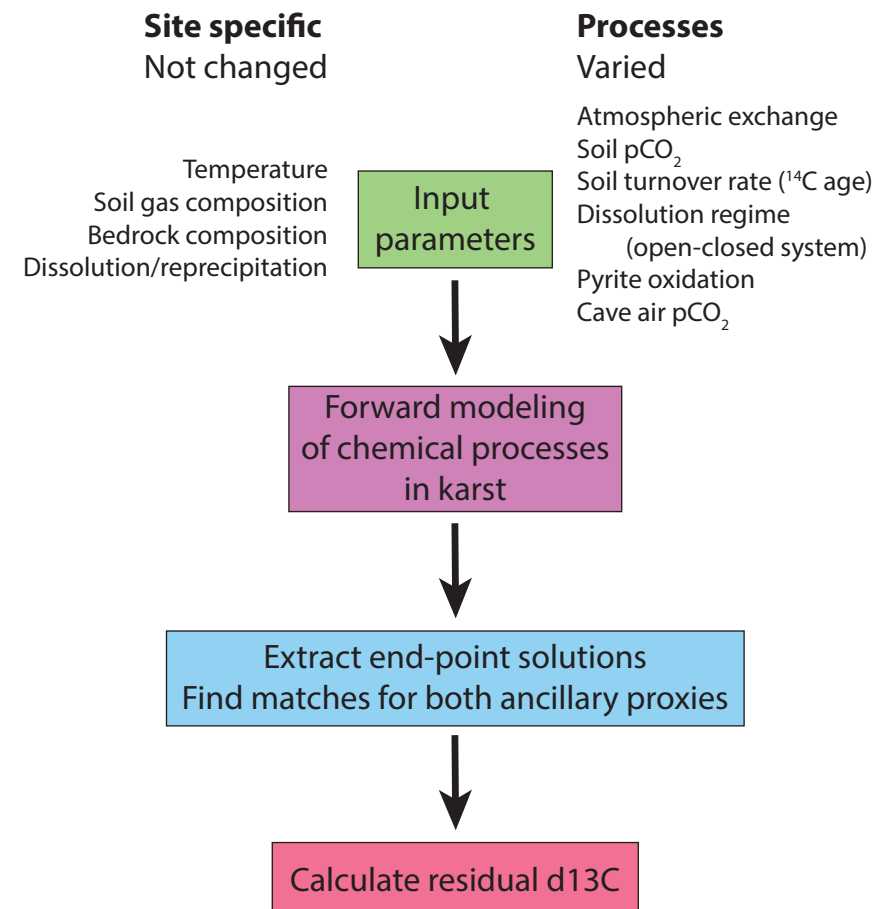 Site specific
Not changed
Processes
Varied
Temperature
Soil gas composition
Bedrock composition
Dissolution/reprecipitation
Input
parameters
Atmospheric exchange
Soil pCO₂
Soil turnover rate (¹⁴C age)
Dissolution regime
(open-closed system)
Pyrite oxidation
Cave air pCO₂
Forward modeling
of chemical processes
in karst
Extract end-point solutions
Find matches for both ancillary proxies
Calculate residual d13C